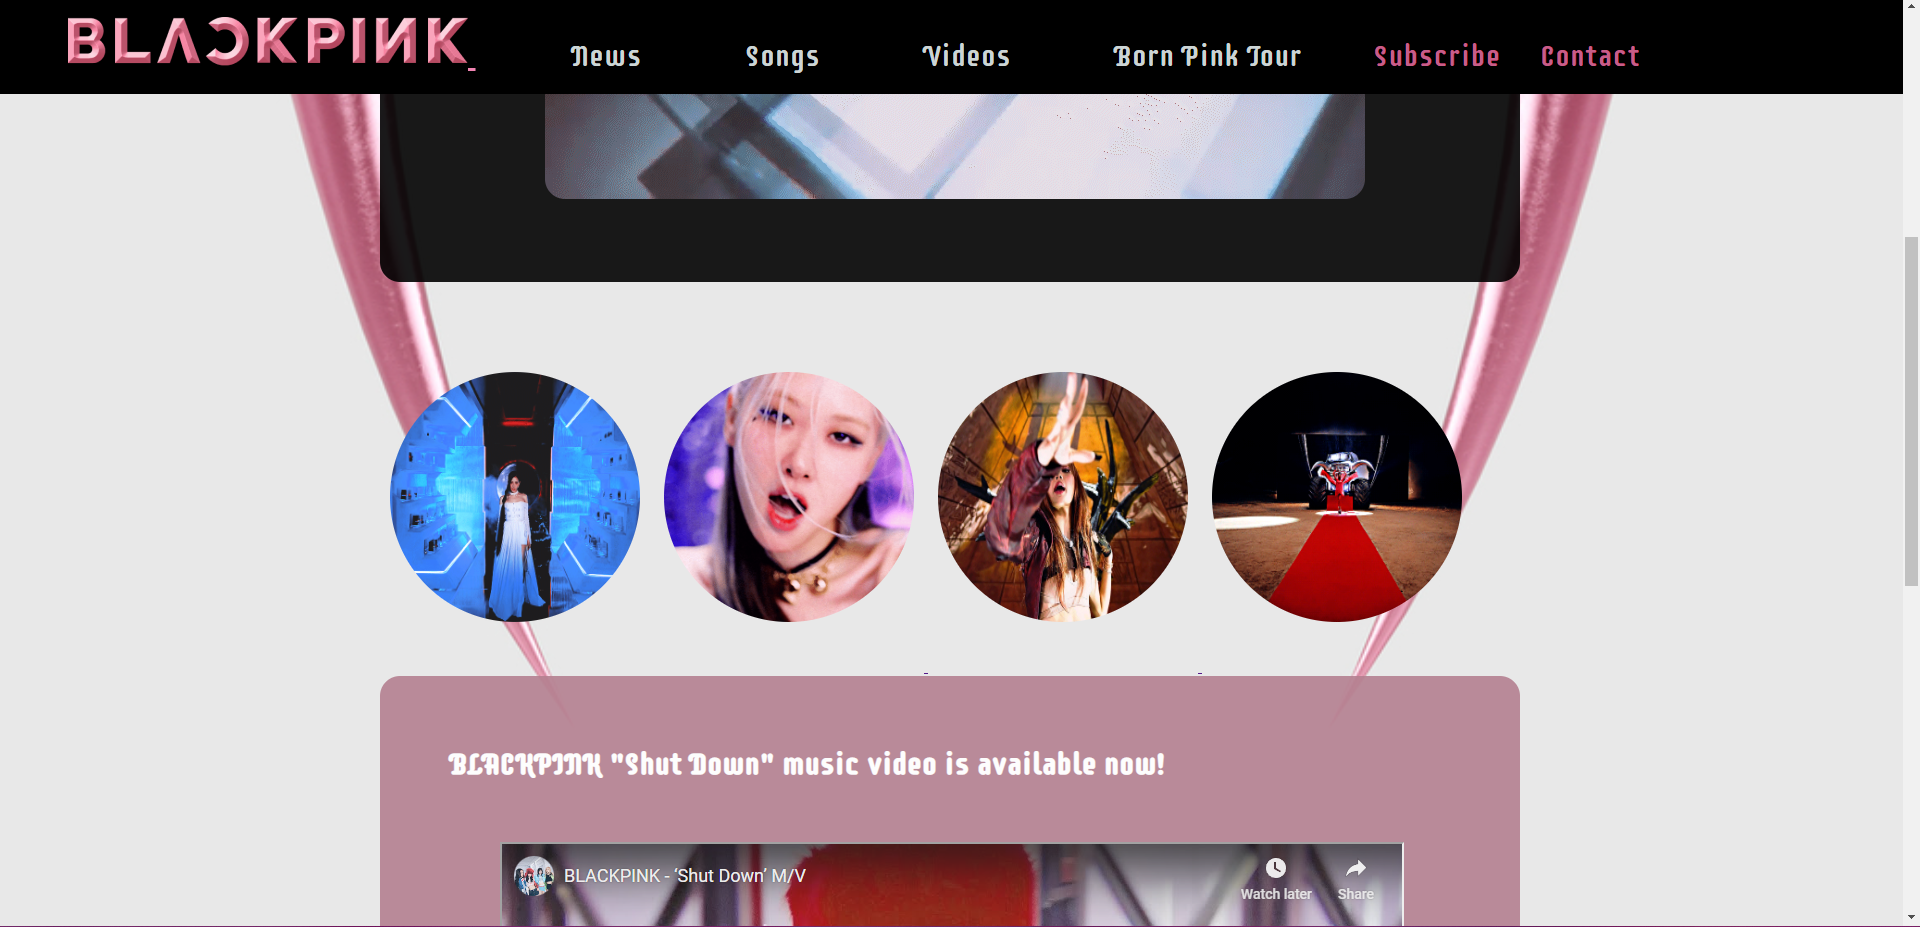 BLACKPINK
News Songs Videos Born Pink Tour Subscribe Contact
BLACKPINK "Shut Down" music video is available now!
BLACKPINK - ‘Shut Down’ M/V
Watch later Share